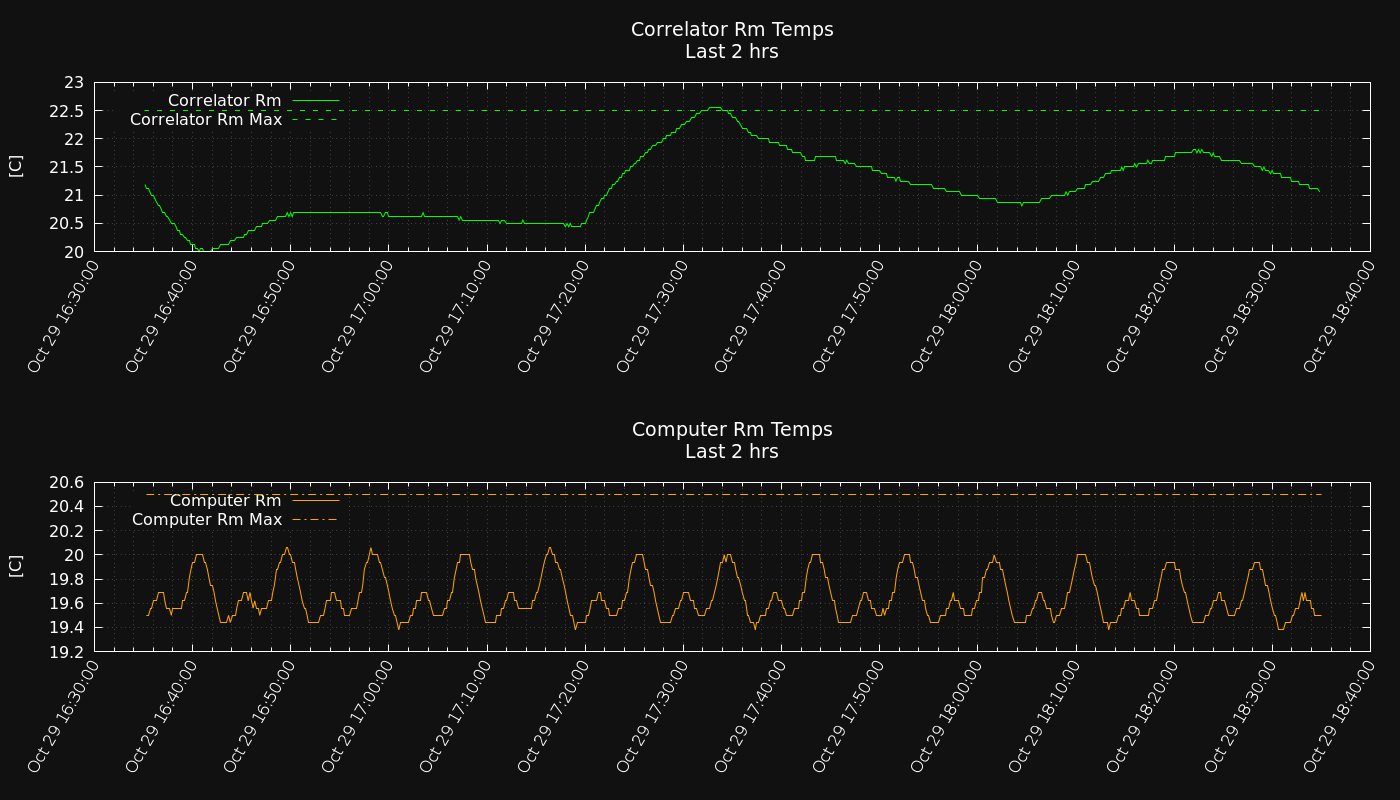 Correlator Rm Temps
Last 2 hrs
23
22.5
22
21.5
21
20.5
20
[C]
Correlator Rm
Correlator Rm Max
Oct 29 16:30:00
Oct 29 16:40:00
Oct 29 16:50:00
Oct 29 17:00:00
Oct 29 17:10:00
Oct 29 17:20:00
Oct 29 17:30:00
Oct 29 17:40:00
Oct 29 17:50:00
Oct 29 18:00:00
Oct 29 18:10:00
Oct 29 18:20:00
Oct 29 18:30:00
Oct 29 18:40:00
Computer Rm Temps
Last 2 hrs
20.6
20.4
20.2
20
19.8
19.6
19.4
19.2
[C]
Computer Rm
Computer Rm Max
Oct 29 16:30:00
Oct 29 16:40:00
Oct 29 16:50:00
Oct 29 17:00:00
Oct 29 17:10:00
Oct 29 17:20:00
Oct 29 17:30:00
Oct 29 17:40:00
Oct 29 17:50:00
Oct 29 18:00:00
Oct 29 18:10:00
Oct 29 18:20:00
Oct 29 18:30:00
Oct 29 18:40:00